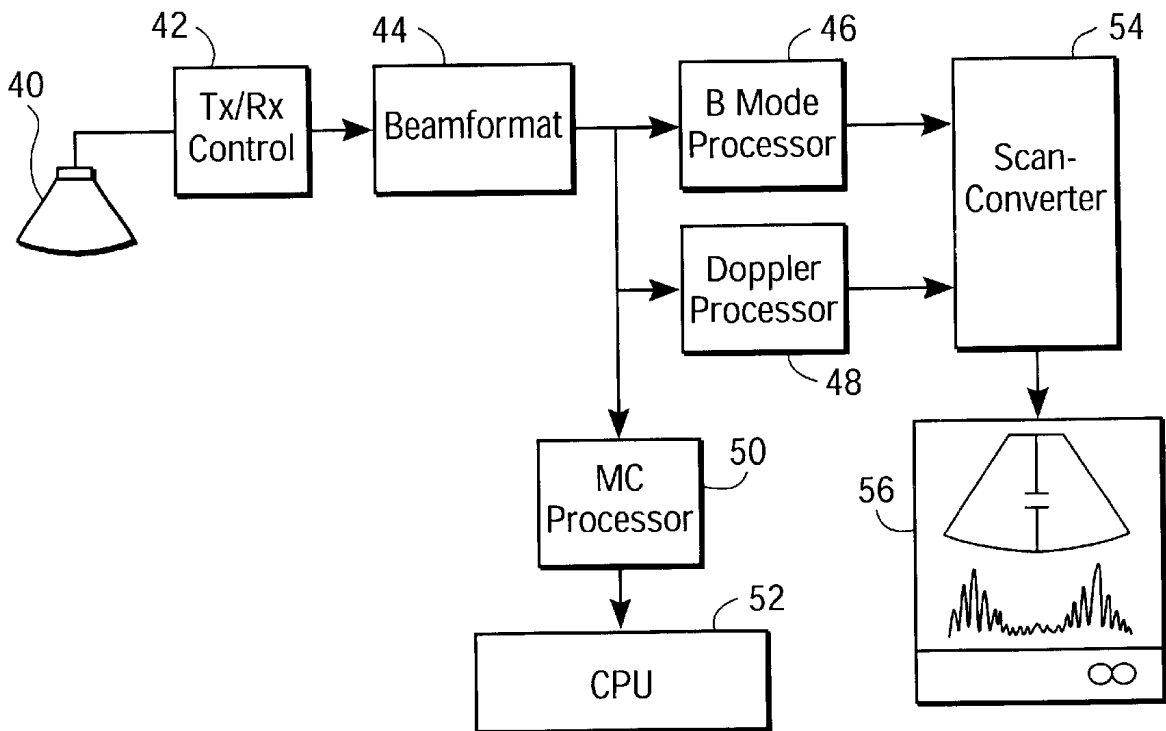 42
44
46
54
40
Tx/Rx
Control
Beamformat
B Mode
Processor
Scan-
Converter
Doppler
Processor
48
MC
Processor
50
56
52
CPU